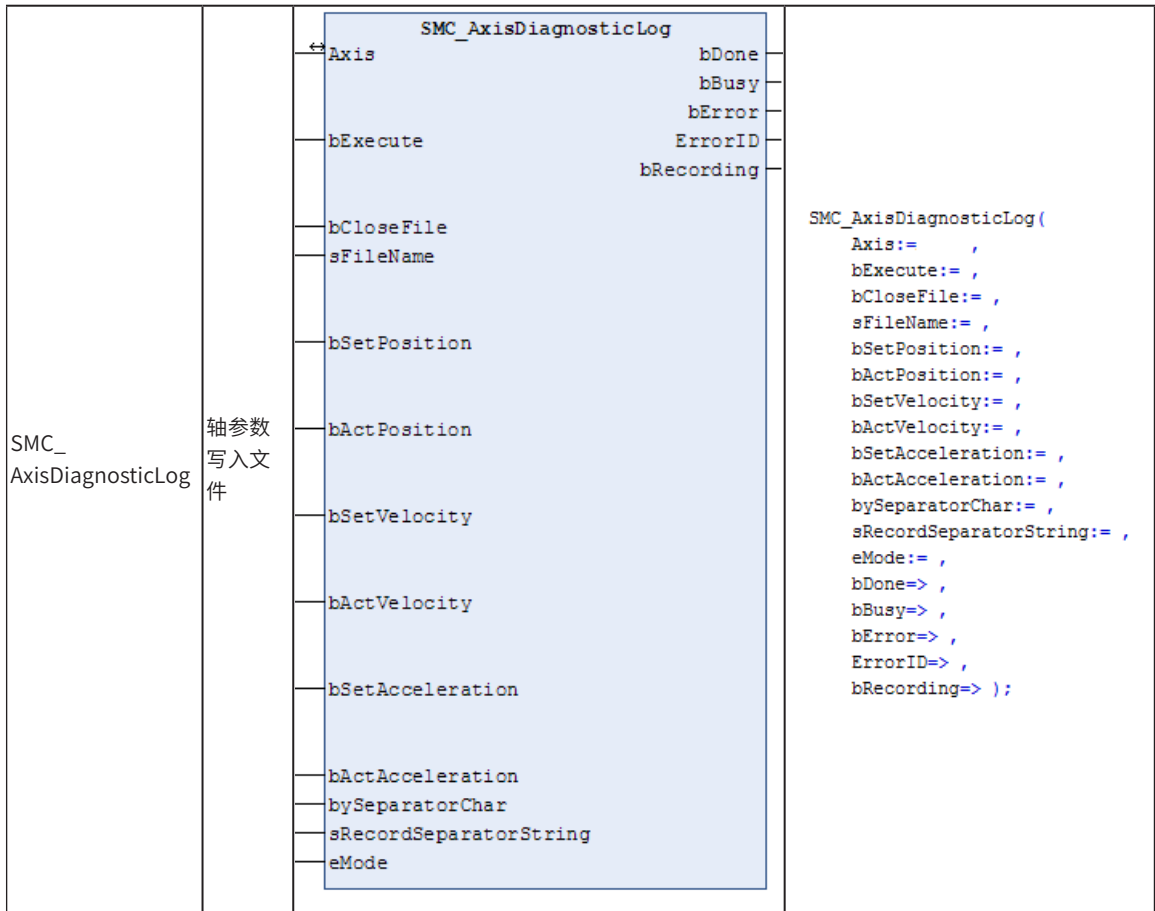 SMC_
AxisDiagnosticLog
轴参数
写入文
件
SMC_AxisDiagnosticLog
Axis
bDone
bBusy
bError
bExecute
ErrorID
bRecording
bCloseFile
sFileName
bSetPosition
bActPosition
bSetVelocity
bActVelocity
bSetAcceleration
bActAcceleration
bySeparatorChar
sRecordSeparatorString
eMode
SMC_AxisDiagnosticLog(
Axis:= ,
bExecute:= ,
bCloseFile:= ,
sFileName:= ,
bSetPosition:= ,
bActPosition:= ,
bSetVelocity:= ,
bActVelocity:= ,
bSetAcceleration:= ,
bActAcceleration:= ,
bySeparatorChar:= ,
sRecordSeparatorString:= ,
eMode:= ,
bDone=> ,
bBusy=> ,
bError=> ,
ErrorID=> ,
bRecording=> );